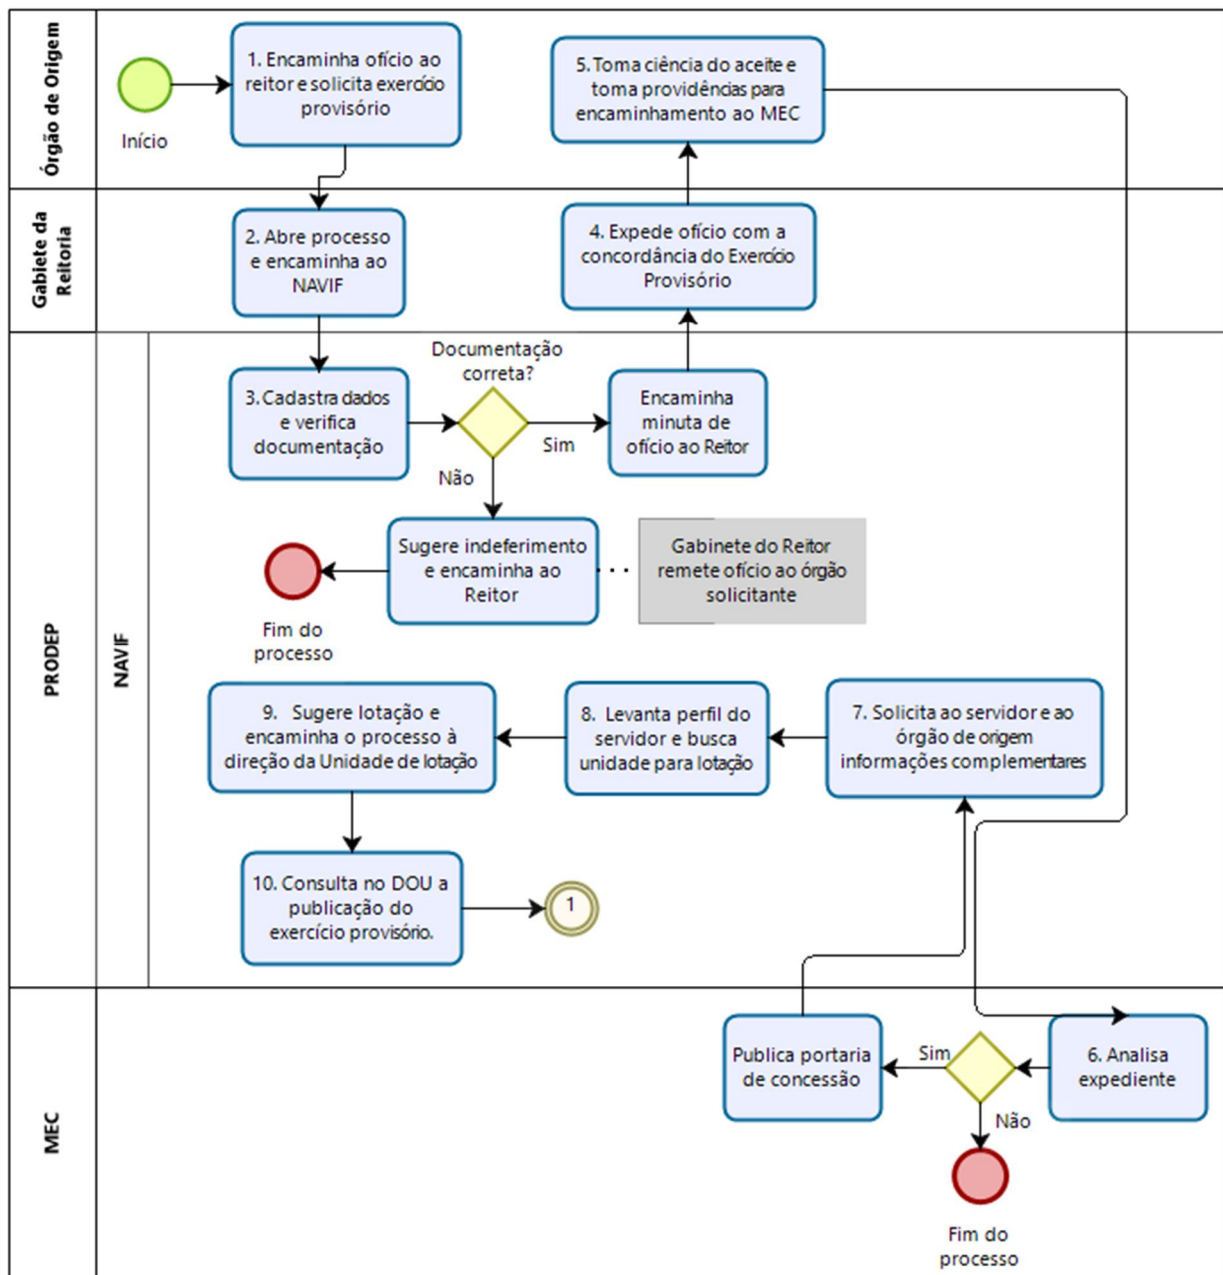 Órgão de Origem
Início
1. Encaminha ofício ao
reitor e solicita exercício
provisório
5. Toma ciência do aceite e
toma providências para
encaminhamento ao MEC
Gabiete da
Reitoria
2. Abre processo
e encaminha ao
NAVIF
4. Expede ofício com a
concordância do Exercício
Provisório
PRODEP
NAVIF
3. Cadastra dados
e verifica
documentação
Documentação
correta?
Sim
Não
Encaminha
minuta de
ofício ao Reitor
Sugere indeferimento
e encaminha ao
Reitor
Gabinete do Reitor
remete ofício ao órgão
solicitante
Fim do
processo
9. Sugere lotação e
encaminha o processo à
direção da Unidade de lotação
8. Levanta perfil do
servidor e busca
unidade para lotação
7. Solicita ao servidor e ao
órgão de origem
informações complementares
10. Consulta no DOU a
publicação do
exercício provisório.
1
MEC
Publica portaria
de concessão
Sim
Não
6. Analisa
expediente
Fim do
processo